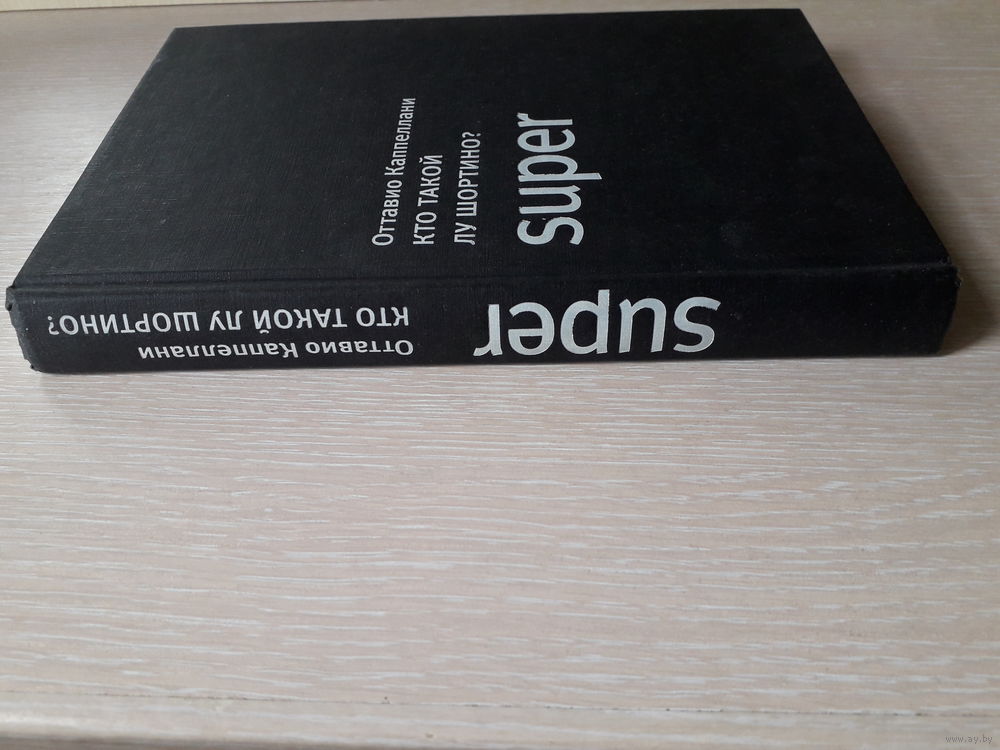 Оттавио Каппеллани
КТО ТАКОЙ
ЛУ ШОРТИНО?
super
Оттавио Каппеллани
КТО ТАКОЙ ЛУ ШОРТИНО?
super
www.ay.by